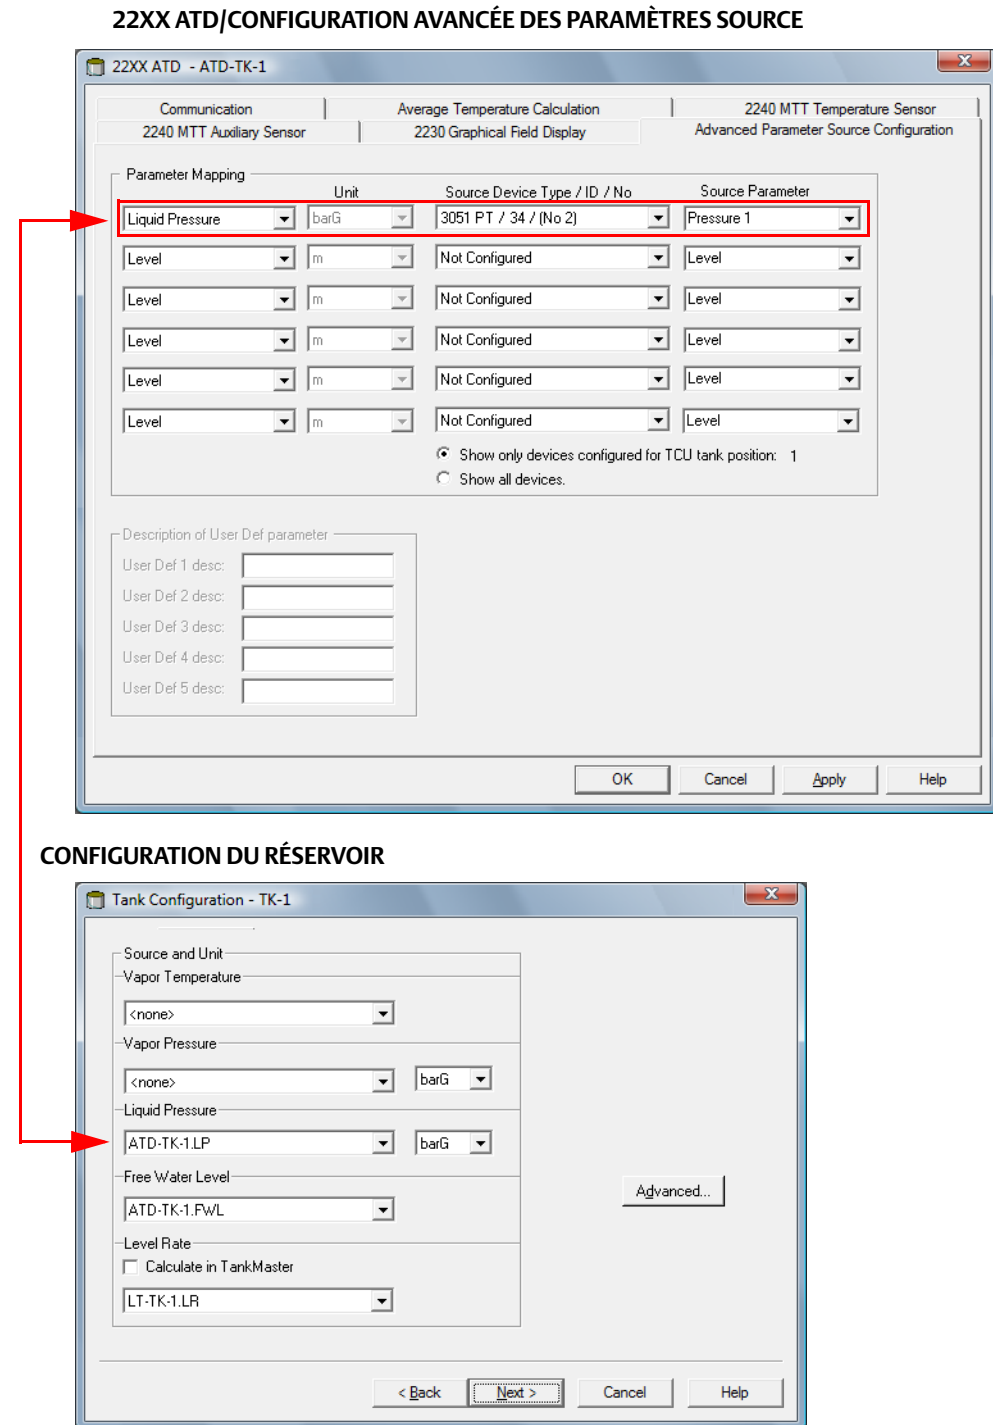 22XX ATD/CONFIGURATION AVANCÉE DES PARAMÈTRES SOURCE
22XX ATD - ATD-TK-1
Communication
Average Temperature Calculation
2240 MTT Temperature Sensor
2240 MTT Auxiliary Sensor
2230 Graphical Field Display
Advanced Parameter Source Configuration
Parameter Mapping
Unit
Source Device Type / ID / No
Source Parameter
Liquid Pressure barG 3051 PT / 34 / (No 2) Pressure 1
Level m Not Configured Level
Level m Not Configured Level
Level m Not Configured Level
Level m Not Configured Level
Level m Not Configured Level
Show only devices configured for TCU tank position: 1
Show all devices.
Description of User Def parameter
User Def 1 desc:
User Def 2 desc:
User Def 3 desc:
User Def 4 desc:
User Def 5 desc:
OK Cancel Apply Help
CONFIGURATION DU RÉSERVOIR
Tank Configuration - TK-1
Source and Unit
Vapor Temperature
<none>
Vapor Pressure
<none> barG
Liquid Pressure
ATD-TK-1.LP barG
Free Water Level
ATD-TK-1.FWL
Advanced...
Level Rate
Calculate in TankMaster
LT-TK-1.LR
< Back Next > Cancel Help